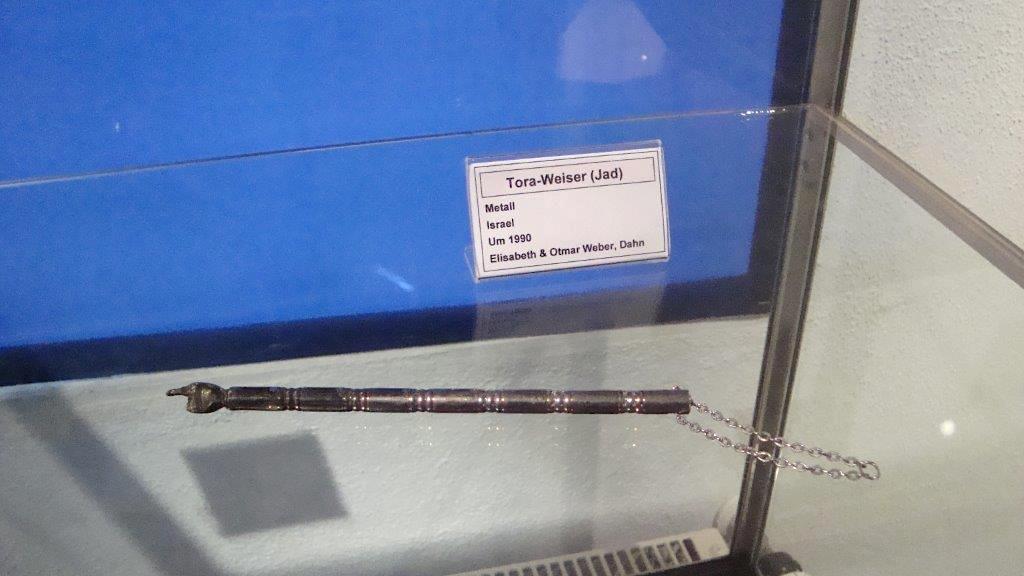 Tora-Weiser (Jad)
Metall
Israel
Um 1990
Elisabeth & Otmar Weber, Dahn